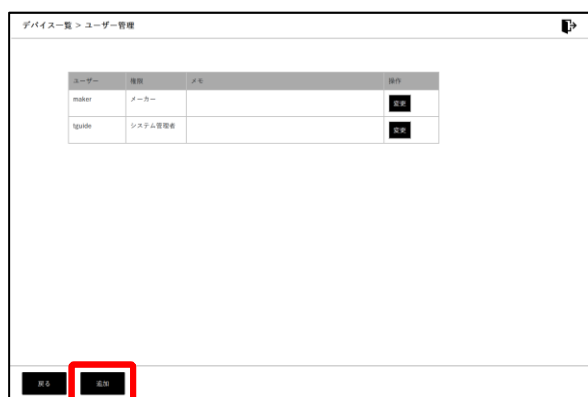 デバイス一覧 > ユーザー管理
ユーザー 権限 メモ 操作
maker メーカー 変更
tguide システム管理者 変更
戻る 追加